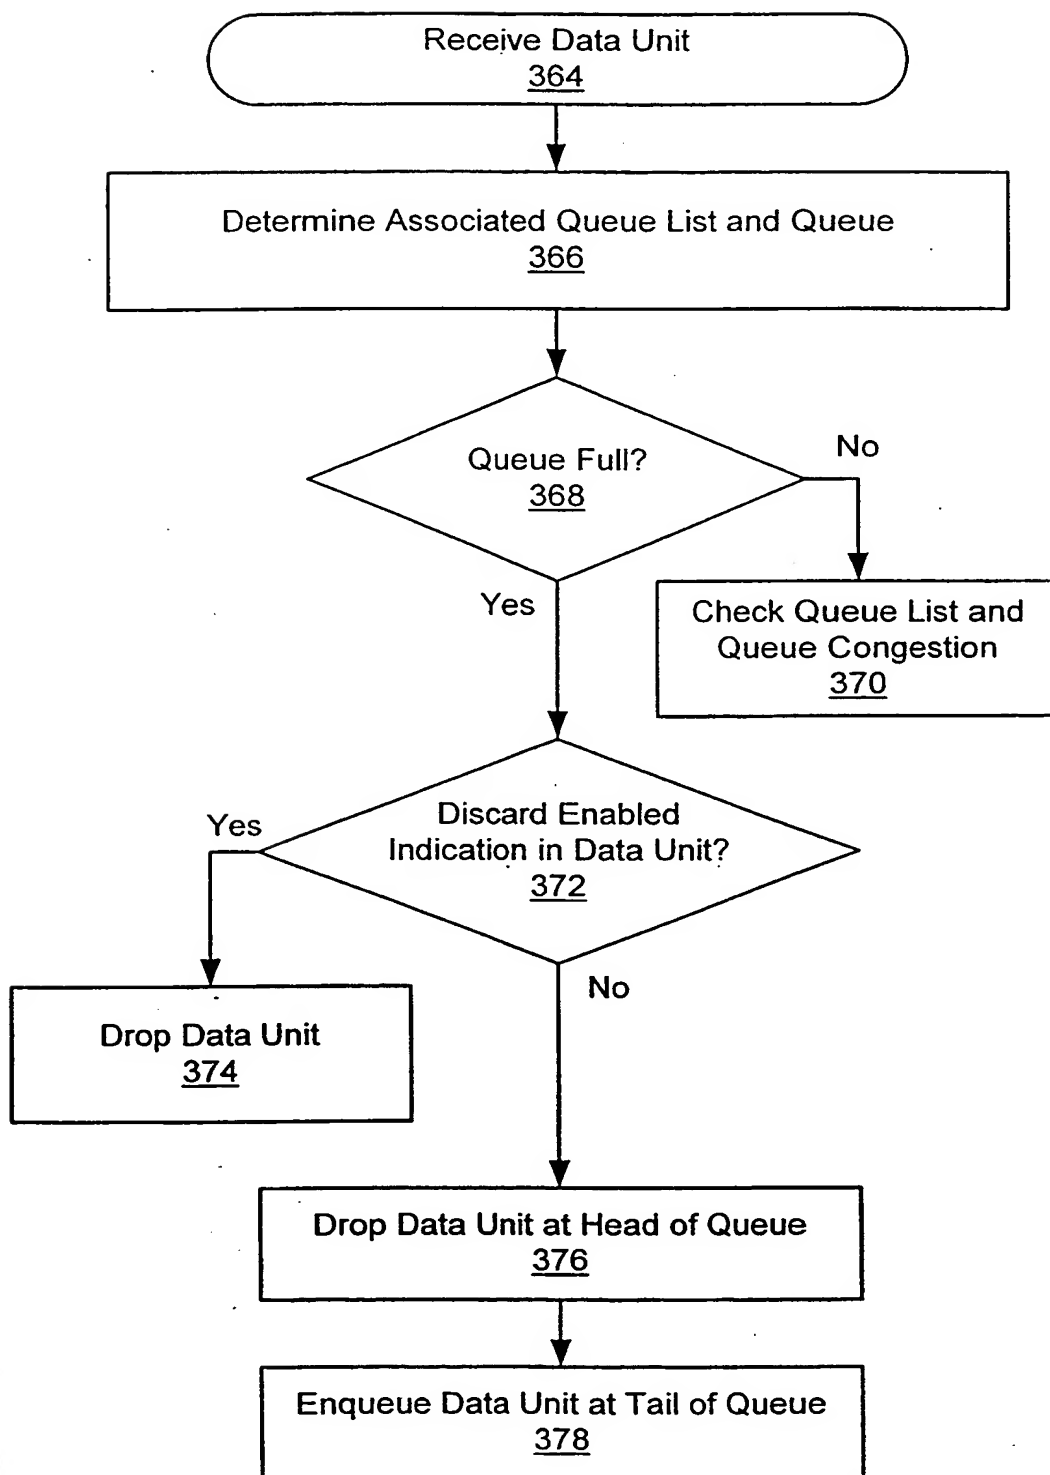 Receive Data Unit
364
Determine Associated Queue List and Queue
366
Queue Full?
368
No
Yes
Check Queue List and
Queue Congestion
370
Discard Enabled
Indication in Data Unit?
372
Yes
No
Drop Data Unit
374
Drop Data Unit at Head of Queue
376
Enqueue Data Unit at Tail of Queue
378